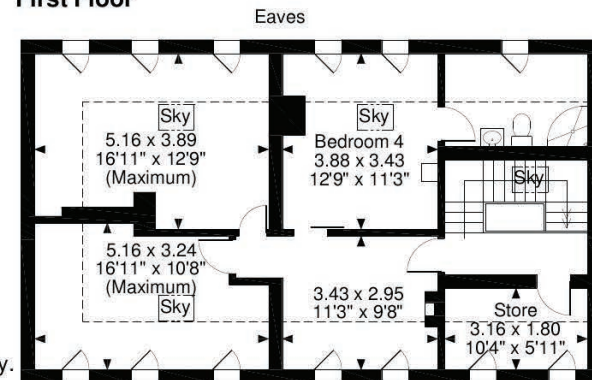 First Floor
Eaves
Sky
5.16 x 3.89
16'11" x 12'9"
(Maximum)
Sky
Bedroom 4
3.88 x 3.43
12'9" x 11'3"
Sky
5.16 x 3.24
16'11" x 10'8"
(Maximum)
Sky
3.43 x 2.95
11'3" x 9'8"
Store
3.16 x 1.80
10'4" x 5'11"
y.